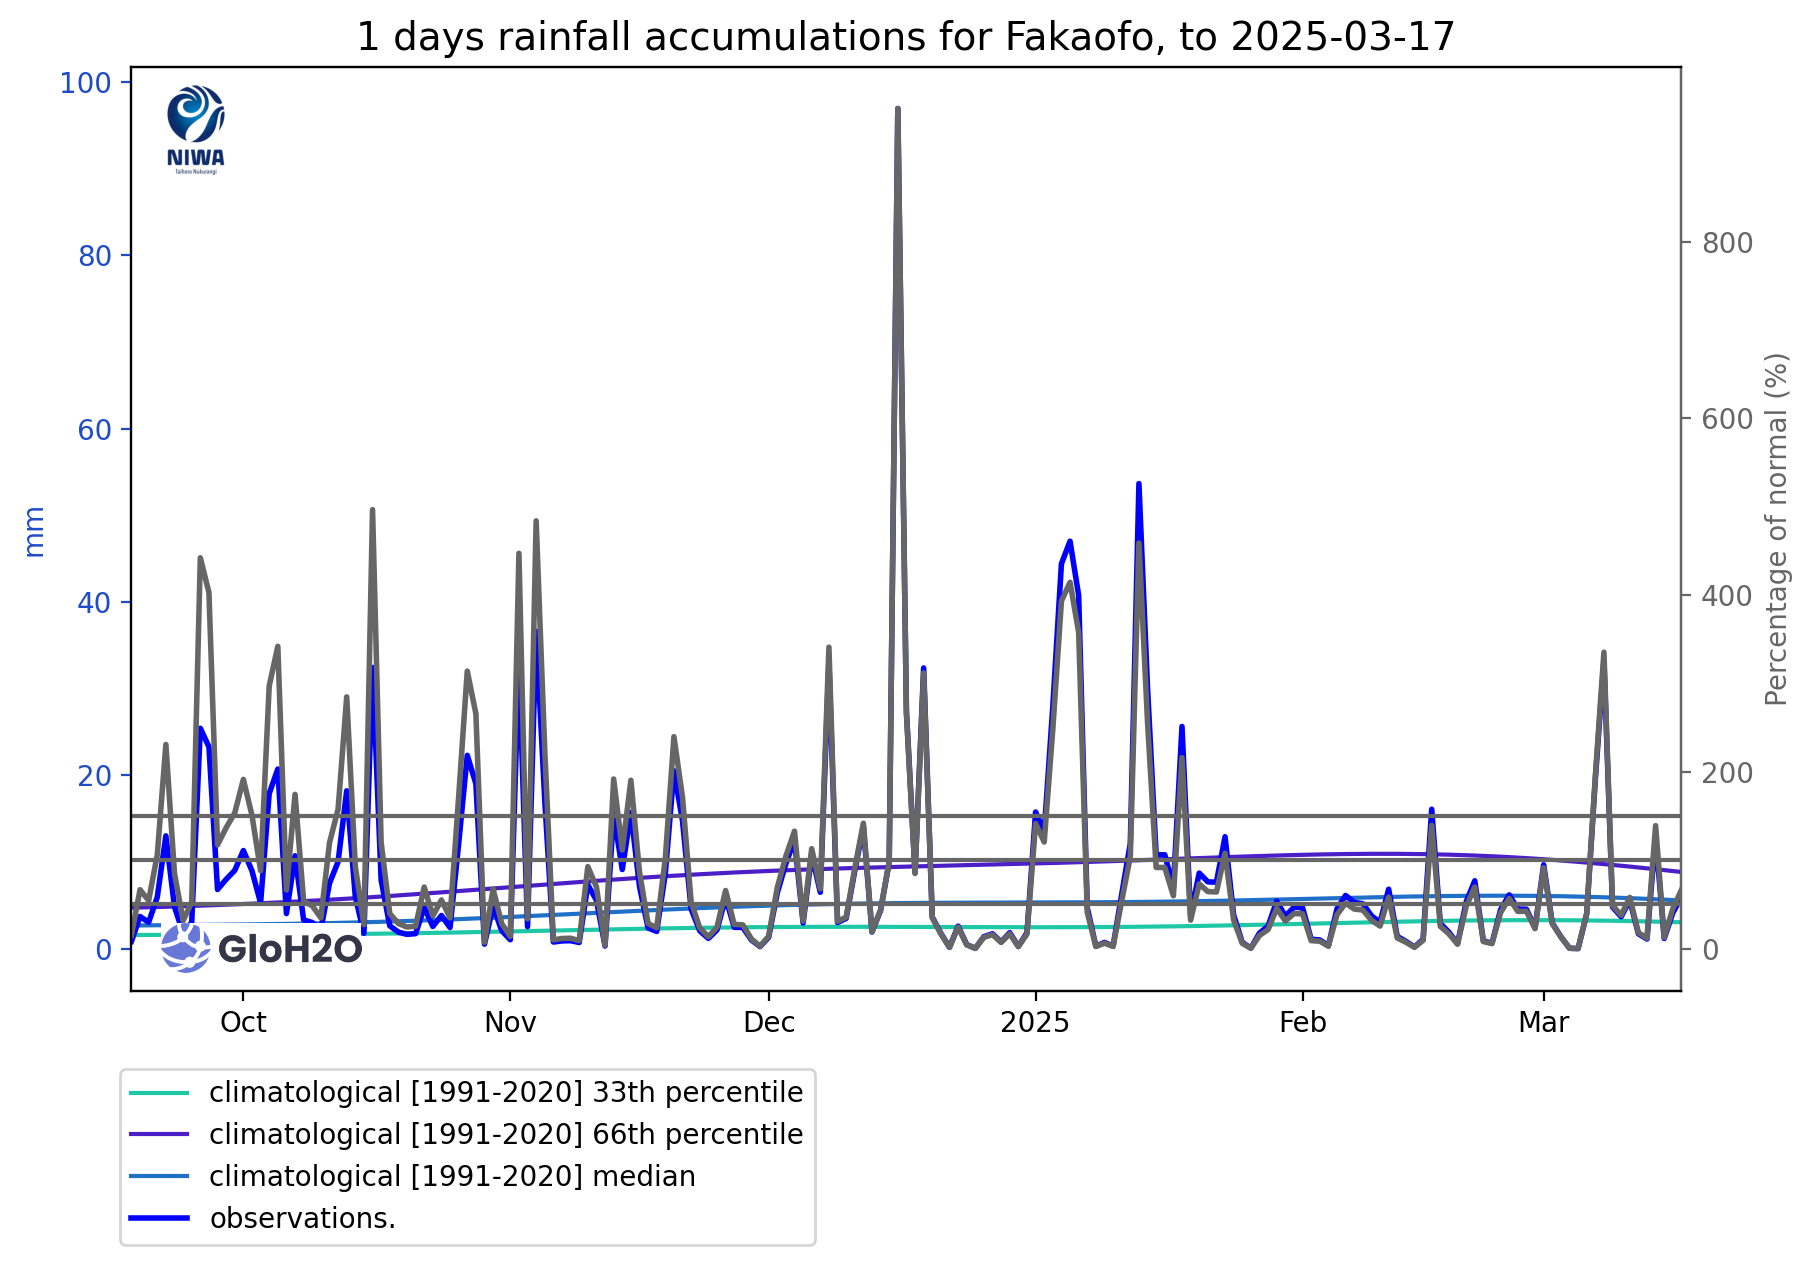 1 days rainfall accumulations for Fakaofo, to 2025-03-17
100
80
60
40
20
0
mm
NIWA
Taihoro Nukurangi
GloH2O
800
600
400
200
0
Percentage of normal (%)
Oct
Nov
Dec
2025
Feb
Mar
climatological [1991-2020] 33th percentile
climatological [1991-2020] 66th percentile
climatological [1991-2020] median
observations.